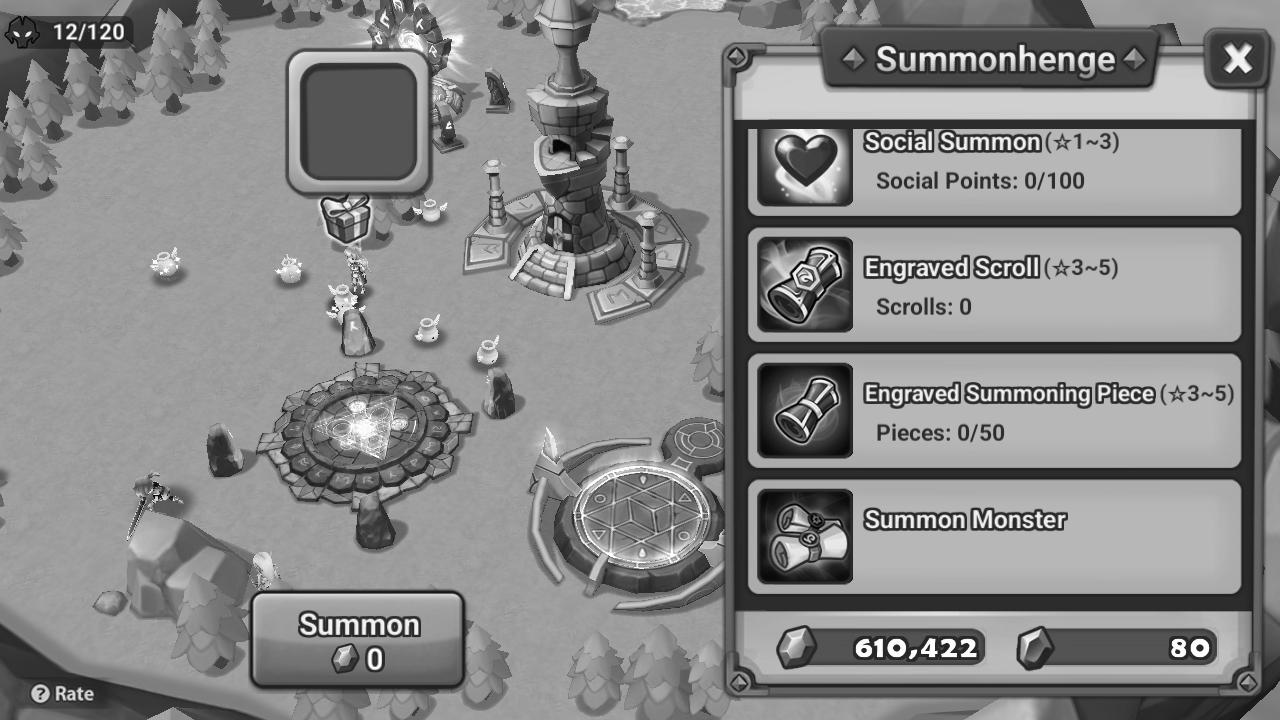 12/120
Summonhenge
Social Summon (☆1~3)
Social Points: 0/100
Engraved Scroll (☆3~5)
Scrolls: 0
Engraved Summoning Piece (☆3~5)
Pieces: 0/50
Summon Monster
Summon
0
610,422
80
? Rate